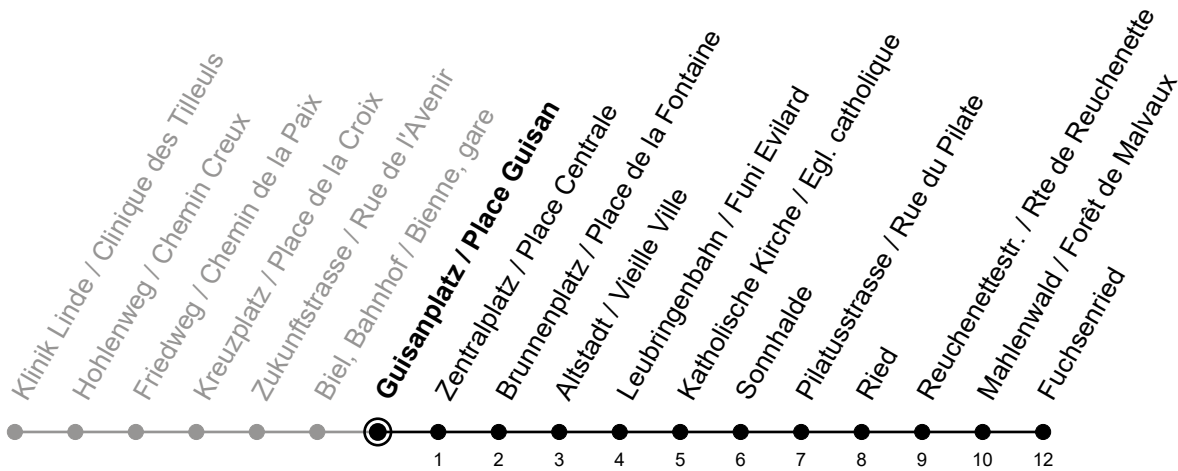 Klinik Linde / Clinique des Tilleuls
Hohlenweg / Chemin Creux
Friedweg / Chemin de la Paix
Kreuzplatz / Place de la Croix
Zukunftstrasse / Rue de l'Avenir
Biel, Bahnhof / Bienne, gare
Guisanplatz / Place Guisan
Zentralplatz / Place Centrale
Brunnenplatz / Place de la Fontaine
Altstadt / Vieille Ville
Leubringenbahn / Funi Evilard
Katholische Kirche / Egl. catholique
Sonnhalde
Pilatusstrasse / Rue du Pilate
Ried
Reuchenettestr. / Rte de Reuchenette
Mahlenwald / Forêt de Malvaux
Fuchsenried
1 2 3 4 5 6 7 8 9 10 12